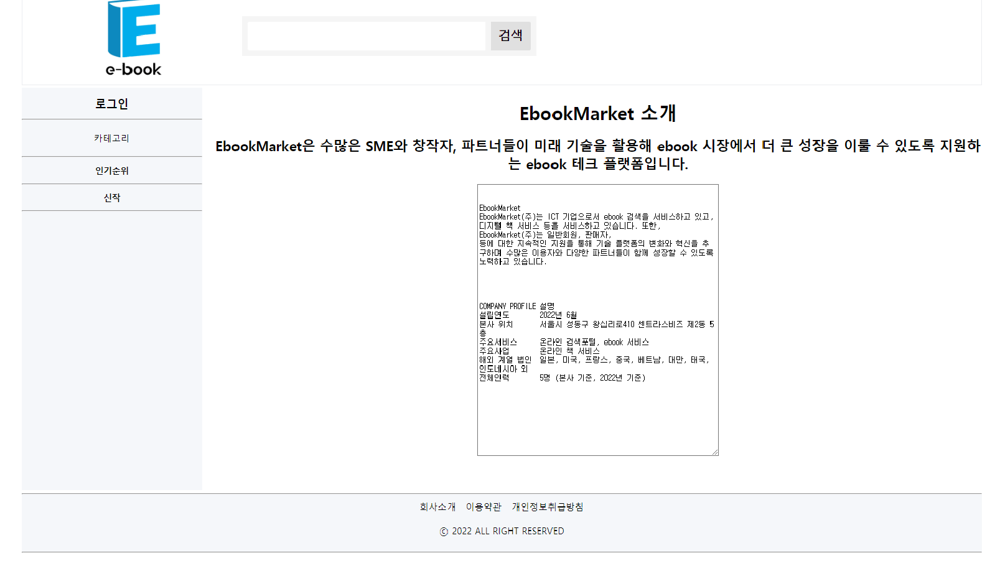 E
e-book
검색
로그인
카테고리
인기순위
신작
EbookMarket 소개
EbookMarket은 수많은 SME와 창작자, 파트너들이 미래 기술을 활용해 ebook 시장에서 더 큰 성장을 이룰 수 있도록 지원하
는 ebook 테크 플랫폼입니다.
EbookMarket
EbookMarket(주)는 ICT 기업으로서 ebook 검색을 서비스하고 있고,
디지털 책 서비스 등을 서비스하고 있습니다. 또한,
EbookMarket(주)는 일반회원, 판매자,
등에 대한 지속적인 지원을 통해 기술 플랫폼의 변화와 혁신을 추
구하며 수많은 이용자와 다양한 파트너들이 함께 성장할 수 있도록
노력하고 있습니다.
COMPANY PROFILE 설명
설립연도 2022년 6월
본사 위치 서울시 성동구 왕십리로410 센트라스비즈 제2동 5
층
주요서비스 온라인 검색포털, ebook 서비스
주요사업 온라인 책 서비스
해외 계열 법인 일본, 미국, 프랑스, 중국, 베트남, 대만, 태국,
인도네시아 외
전체인력 5명 (본사 기준, 2022년 기준)
회사소개 이용약관 개인정보취급방침
© 2022 ALL RIGHT RESERVED